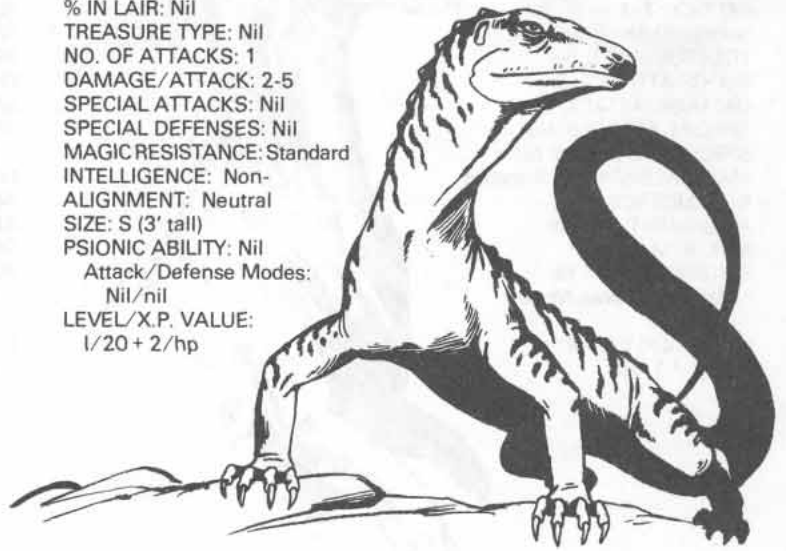 % IN LAIR: Nil
TREASURE TYPE: Nil
NO. OF ATTACKS: 1
DAMAGE/ATTACK: 2-5
SPECIAL ATTACKS: Nil
SPECIAL DEFENSES: Nil
MAGIC RESISTANCE: Standard
INTELLIGENCE: Non-
ALIGNMENT: Neutral
SIZE: S (3' tall)
PSIONIC ABILITY: Nil
Attack/Defense Modes:
Nil/nil
LEVEL/X.P. VALUE:
I/20 + 2/hp